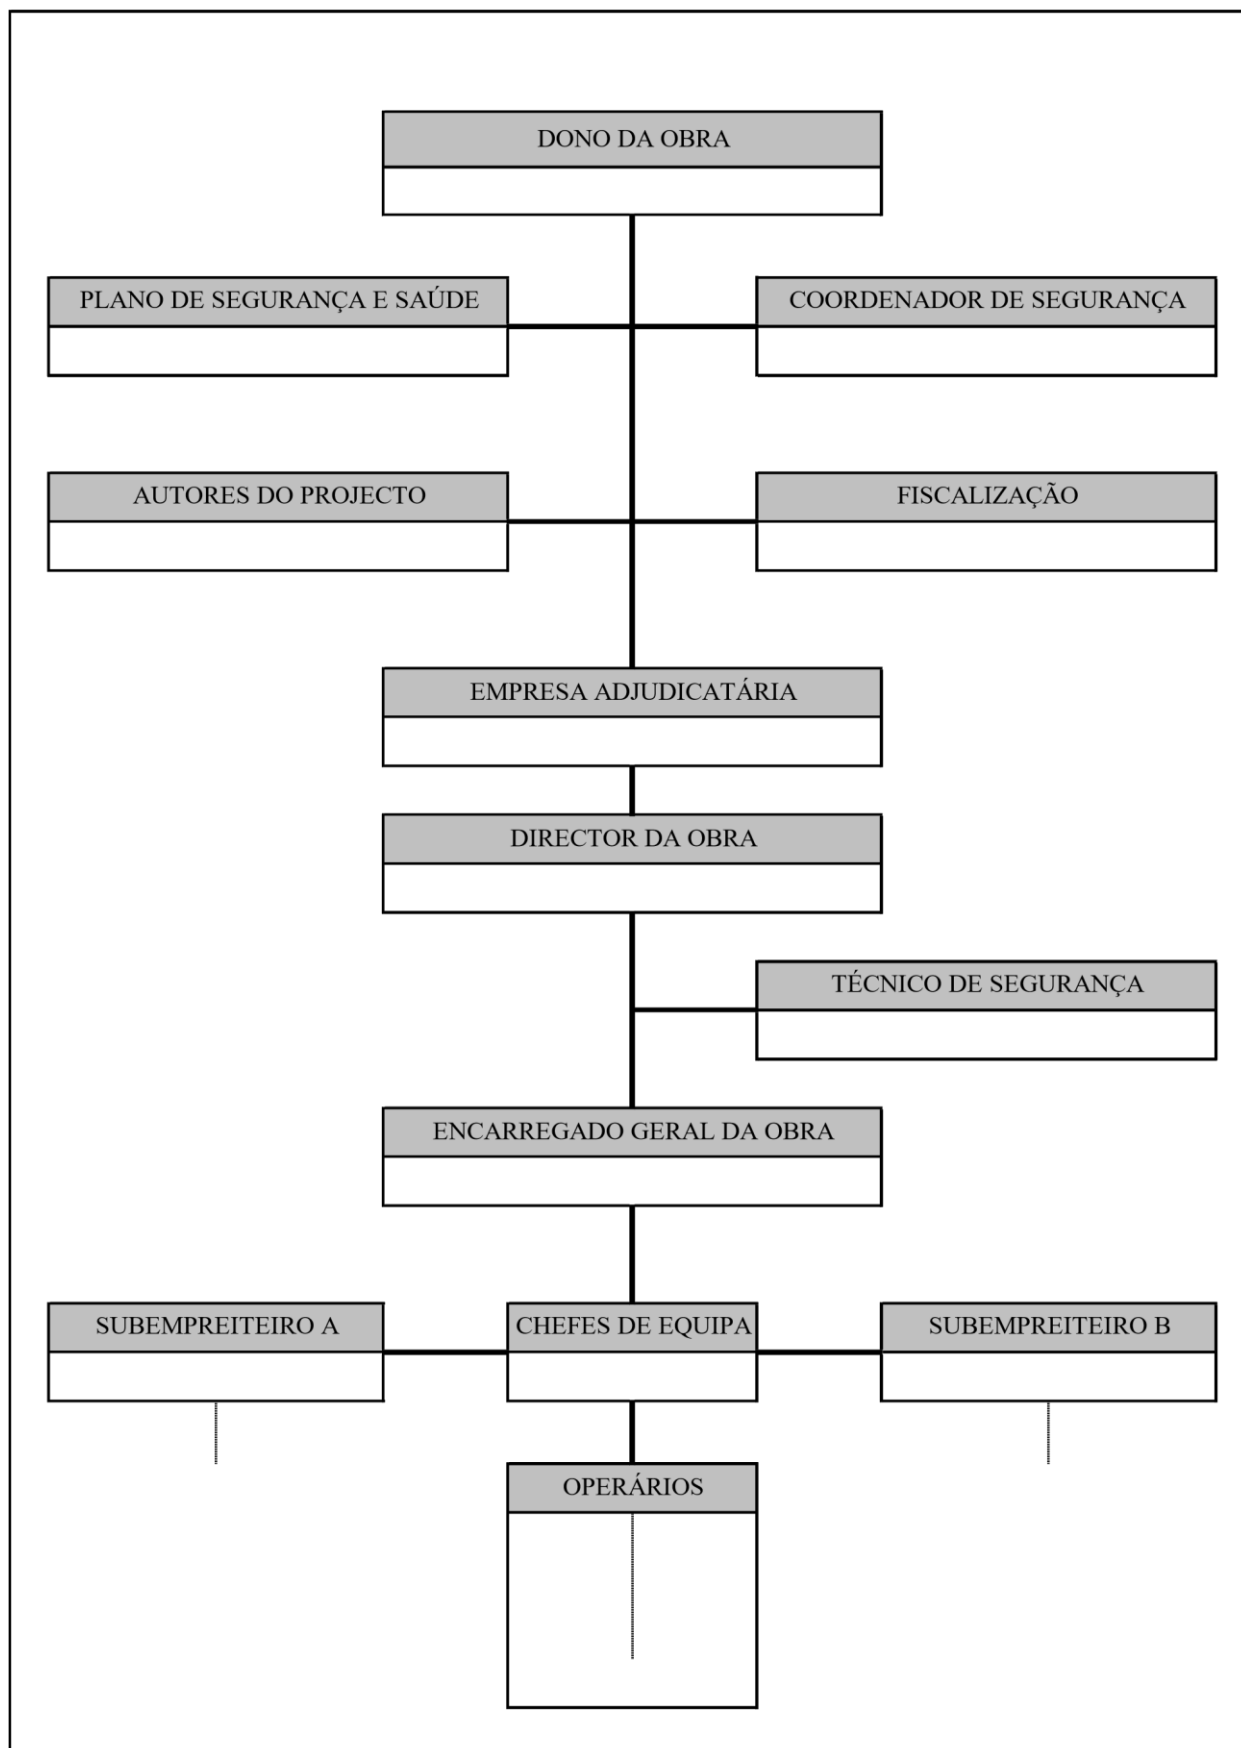 DONO DA OBRA
PLANO DE SEGURANÇA E SAÚDE
COORDENADOR DE SEGURANÇA
AUTORES DO PROJECTO
FISCALIZAÇÃO
EMPRESA ADJUDICATÁRIA
DIRECTOR DA OBRA
TÉCNICO DE SEGURANÇA
ENCARREGADO GERAL DA OBRA
SUBEMPREITEIRO A
CHEFES DE EQUIPA
SUBEMPREITEIRO B
OPERÁRIOS